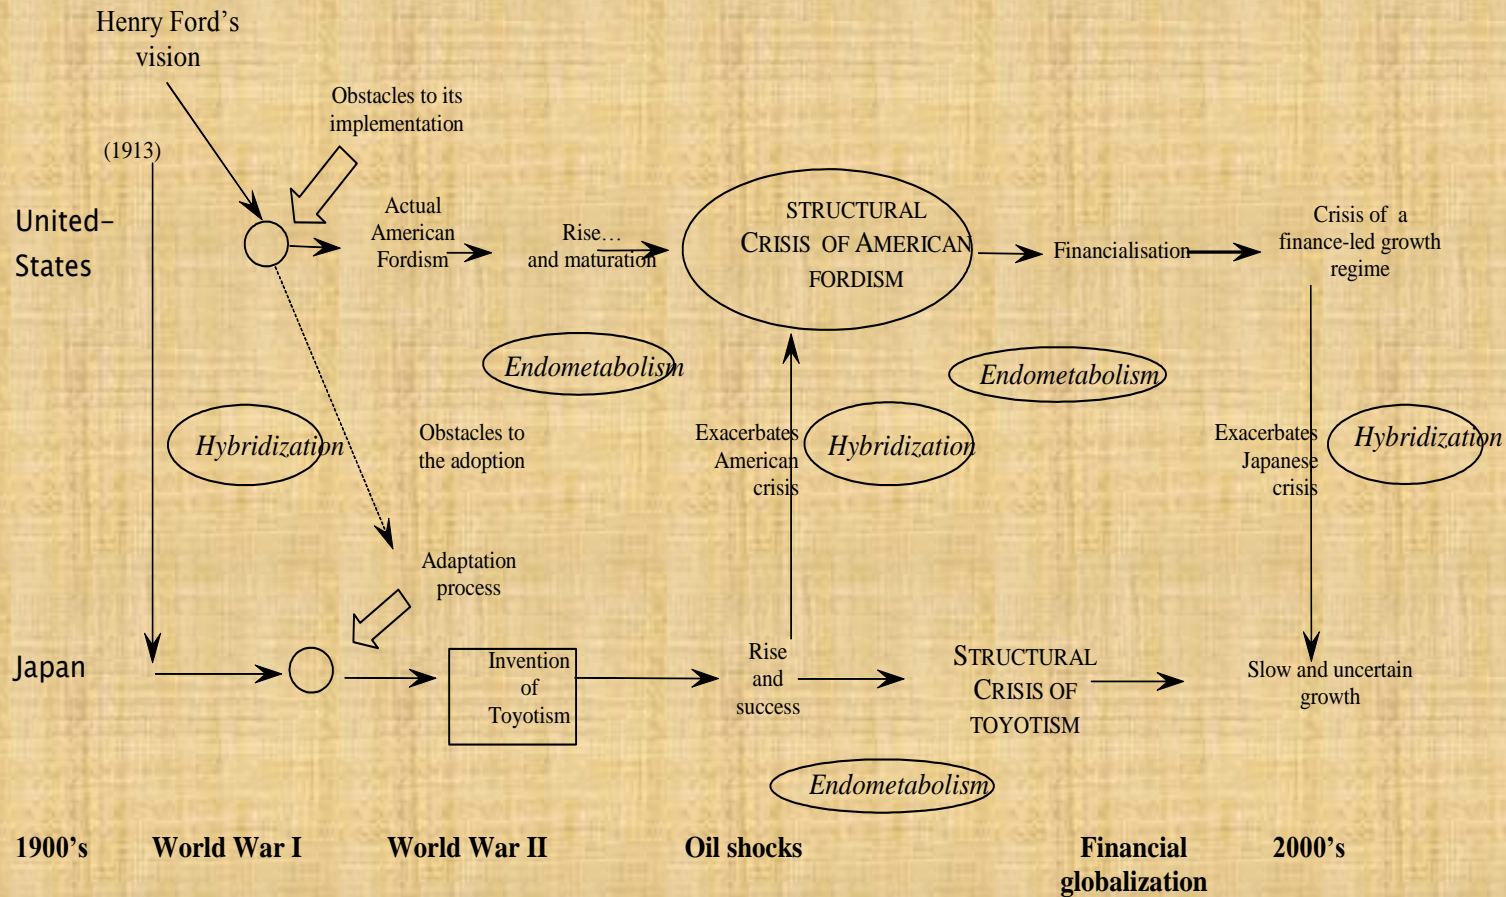 Henry Ford's
vision
Obstacles to its
implementation
(1913)
United-
States
Actual
American
Fordism
Rise…
and maturation
STRUCTURAL
CRISIS OF AMERICAN
FORDISM
Financialisation
Crisis of a
finance-led growth
regime
Endometabolism
Endometabolism
Hybridization
Obstacles to
the adoption
Exacerbates
American
crisis
Hybridization
Exacerbates
Japanese
crisis
Hybridization
Adaptation
process
Japan
Invention
of
Toyotism
Rise
and
success
STRUCTURAL
CRISIS OF
TOYOTISM
Slow and uncertain
growth
Endometabolism
1900's
World War I
World War II
Oil shocks
Financial
globalization
2000's